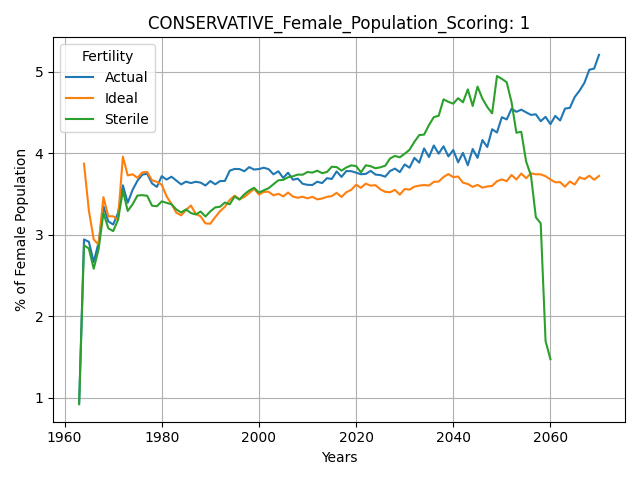 CONSERVATIVE_Female_Population_Scoring: 1
Fertility
Actual
Ideal
Sterile
% of Female Population
5
4
3
2
1
1960
1980
2000
2020
2040
2060
Years